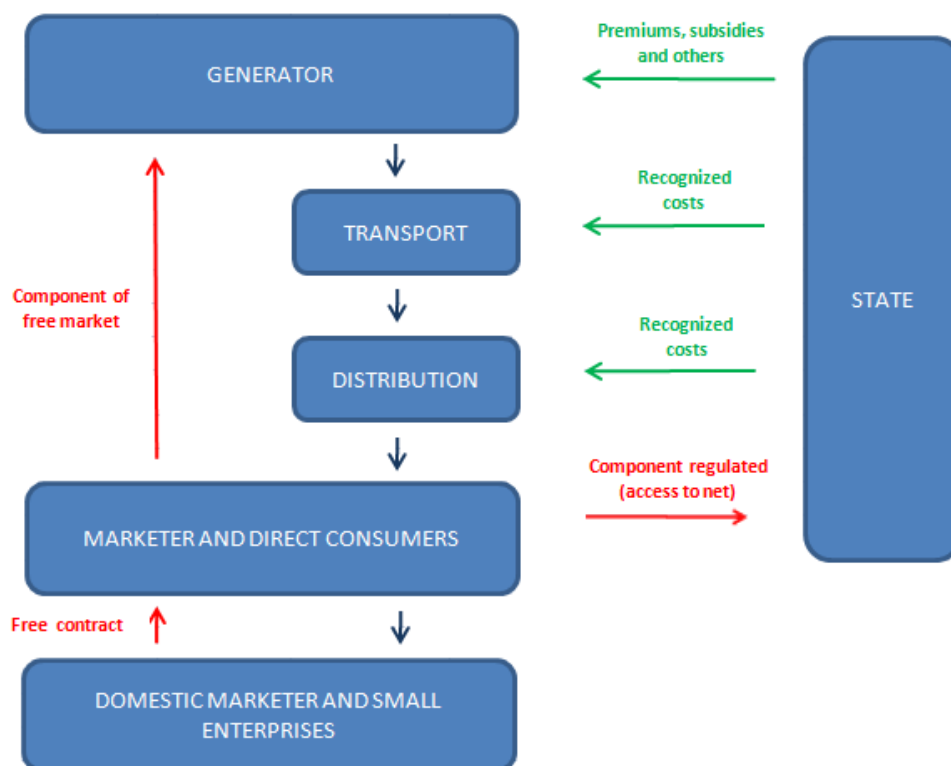 GENERATOR
Premiums, subsidies
and others
TRANSPORT
Recognized
costs
Component of
free market
STATE
DISTRIBUTION
Recognized
costs
MARKETER AND DIRECT CONSUMERS
Component regulated
(access to net)
Free contract
DOMESTIC MARKETER AND SMALL
ENTERPRISES